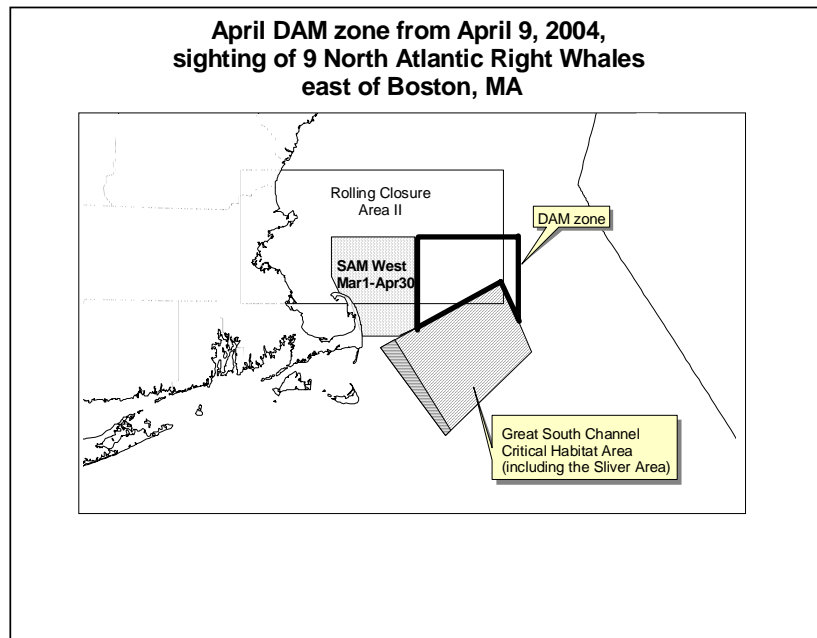 April DAM zone from April 9, 2004,
sighting of 9 North Atlantic Right Whales
east of Boston, MA
Rolling Closure
Area II
DAM zone
SAM West
Mar1-Apr30
Great South Channel
Critical Habitat Area
(including the Sliver Area)